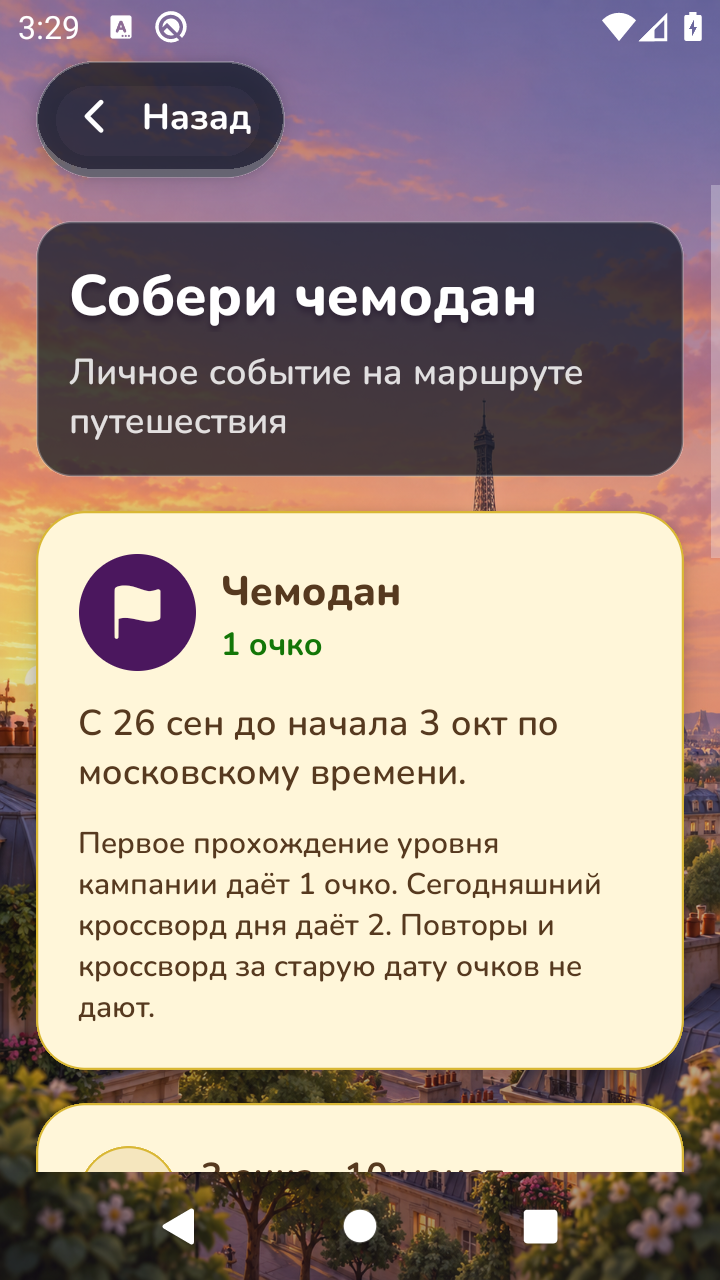 3:29
Назад
Собери чемодан
Личное событие на маршруте
путешествия
Чемодан
1 очко
С 26 сен до начала 3 окт по
московскому времени.
Первое прохождение уровня
кампании даёт 1 очко. Сегодняшний
кроссворд дня даёт 2. Повторы и
кроссворд за старую дату очков не
дают.